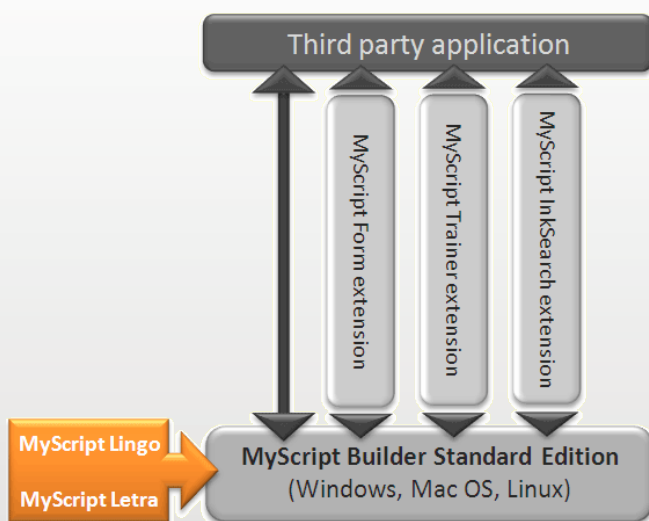 Third party application
MyScript Form extension
MyScript Trainer extension
MyScript InkSearch extension
MyScript Lingo
MyScript Letra
MyScript Builder Standard Edition
(Windows, Mac OS, Linux)